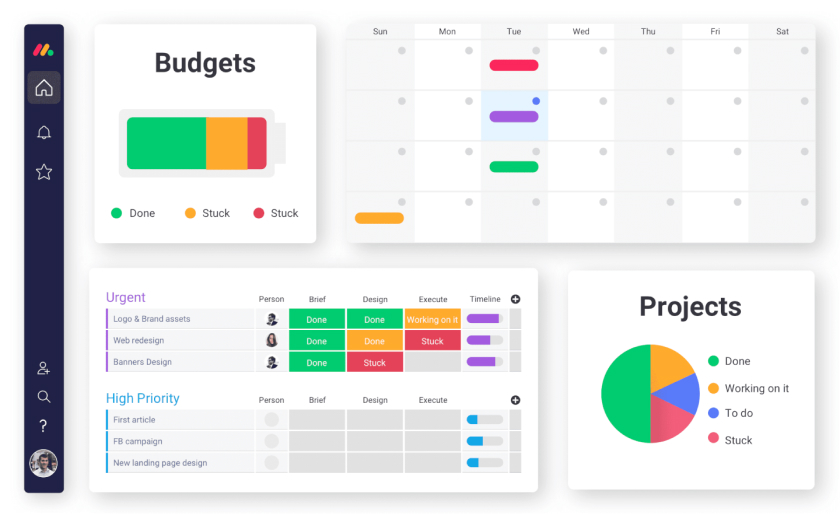 Budgets
Done
Stuck
Stuck
Sun Mon Tue Wed Thu Fri Sat
Urgent Person Brief Design Execute Timeline
Logo & Brand assets Done Done Working on it
Web redesign Done Done Stuck
Banners Design Done Stuck
High Priority Person Brief Design Execute
First article
FB campaign
New landing page design
Projects
Done
Working on it
To do
Stuck
?